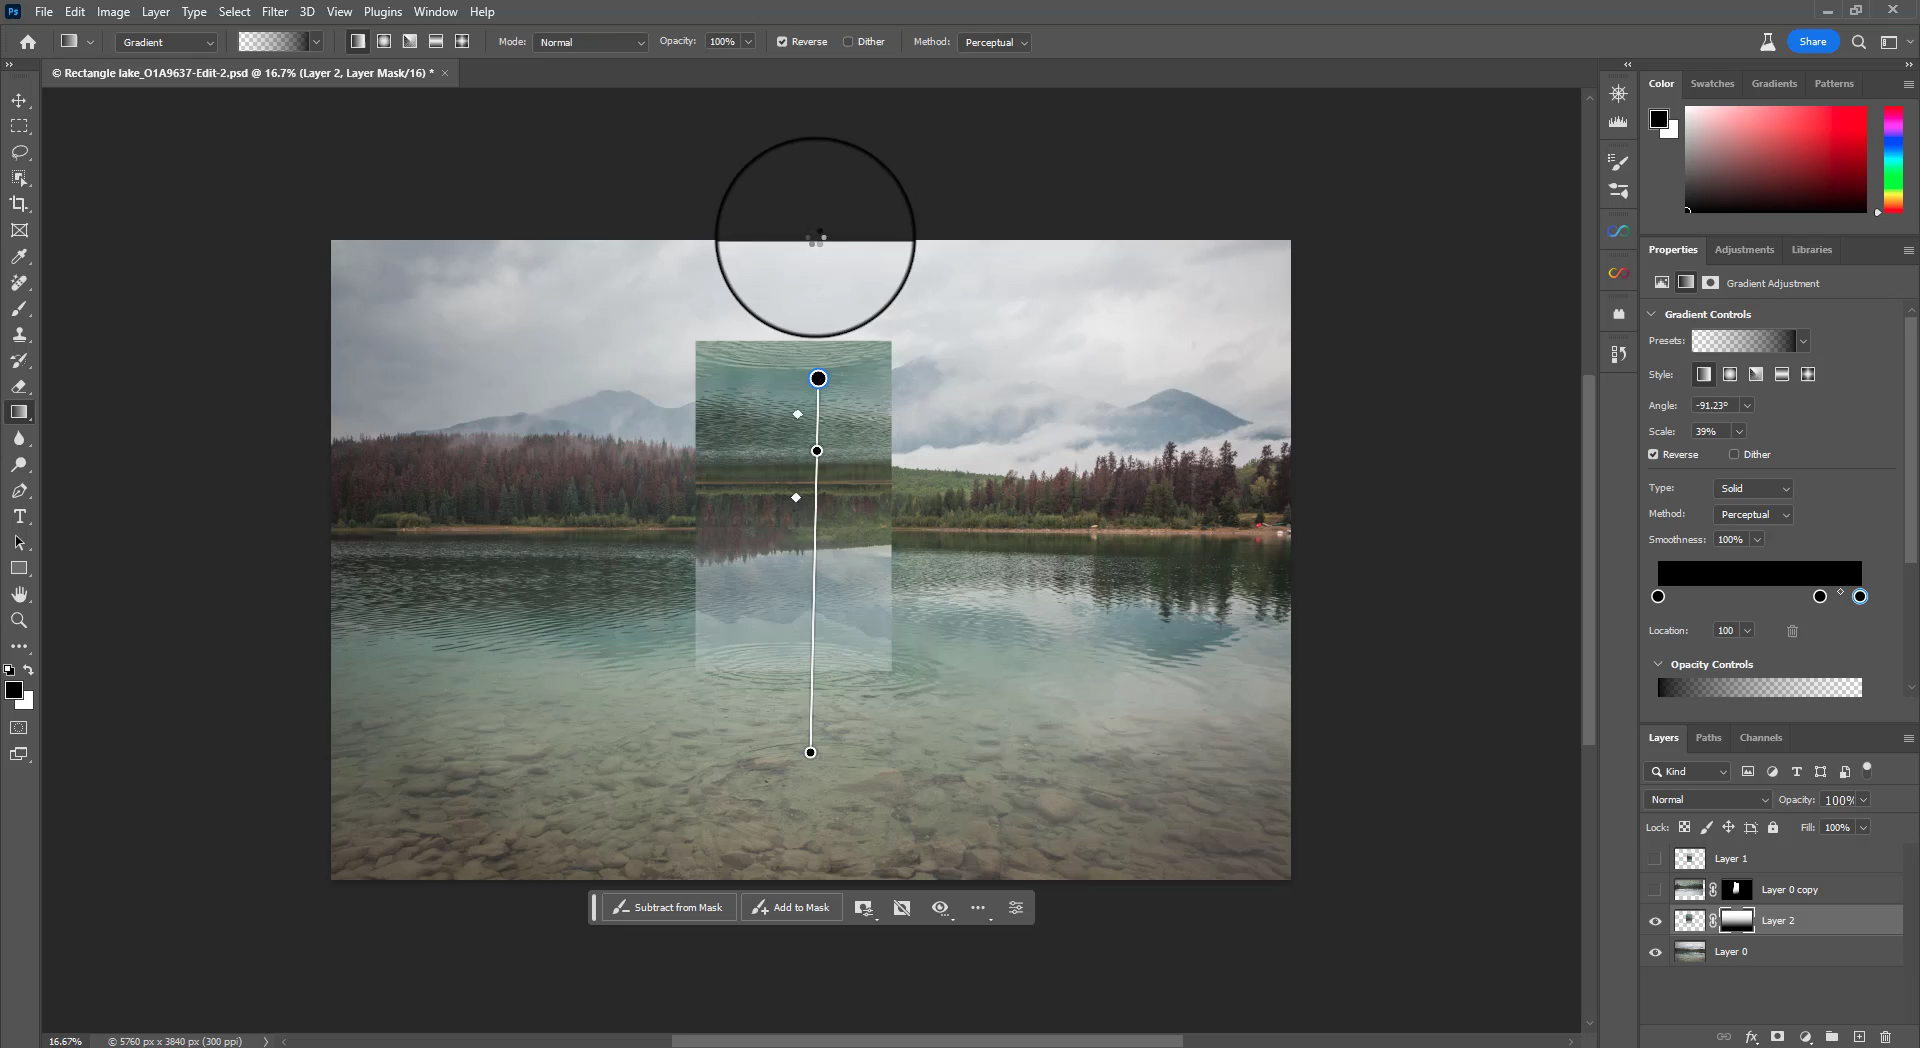 Ps File Edit Image Layer Type Select Filter 3D View Plugins Window Help
Gradient Mode: Normal Opacity: 100% Reverse Dither Method: Perceptual Share
© Rectangle lake_O1A9637-Edit-2.psd @ 16.7% (Layer 2, Layer Mask/16) * ×
Color Swatches Gradients Patterns
Properties Adjustments Libraries
Gradient Adjustment
Gradient Controls
Presets:
Style:
Angle: -91.23°
Scale: 39%
Reverse Dither
Type: Solid
Method: Perceptual
Smoothness: 100%
Location: 100
Opacity Controls
Layers Paths Channels
Kind
Normal Opacity: 100%
Lock: Fill: 100%
Layer 1
Layer 0 copy
Layer 2
Layer 0
Subtract from Mask Add to Mask
16.67% © 5760 px x 3840 px (300 ppi)